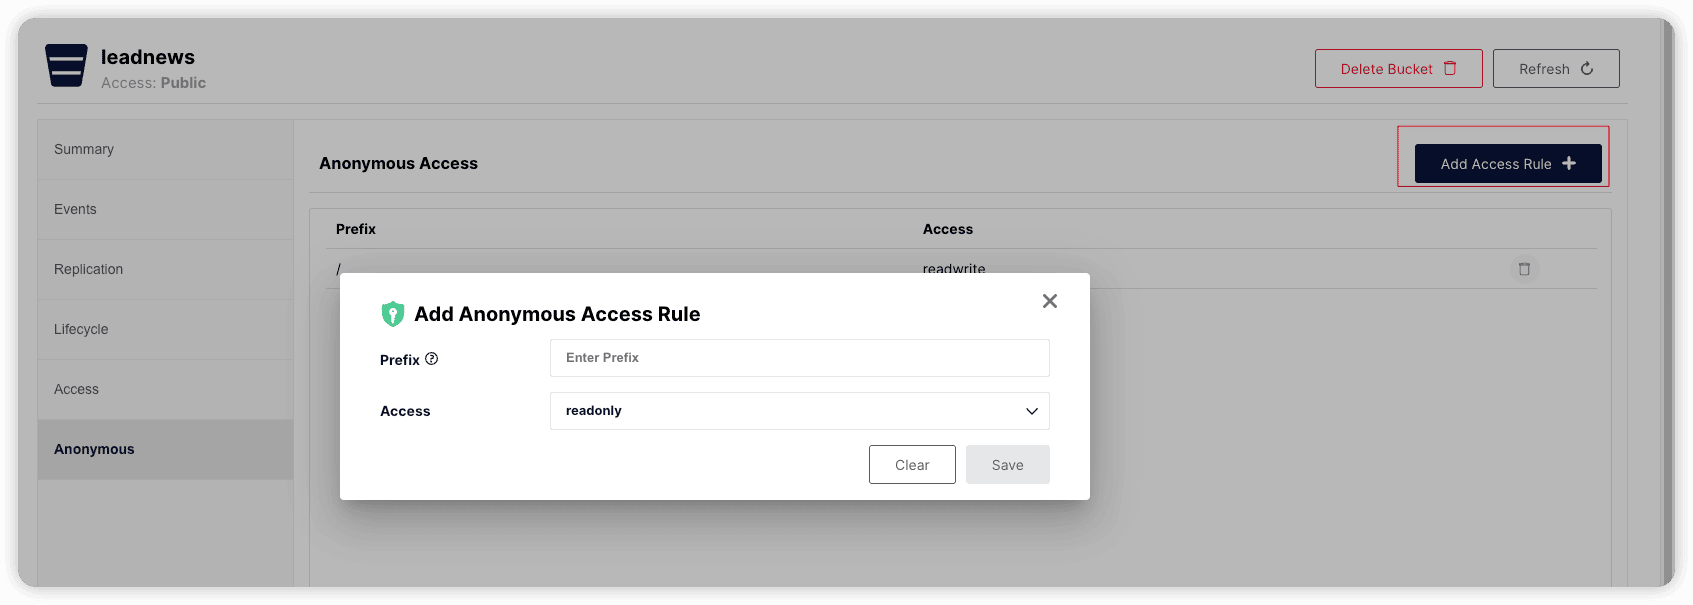 leadnews
Access: Public
Delete Bucket
Refresh
Summary
Events
Replication
Lifecycle
Access
Anonymous
Anonymous Access
Add Access Rule
Prefix Access
/ readwrite
Add Anonymous Access Rule
Prefix
Enter Prefix
Access
readonly
Clear
Save